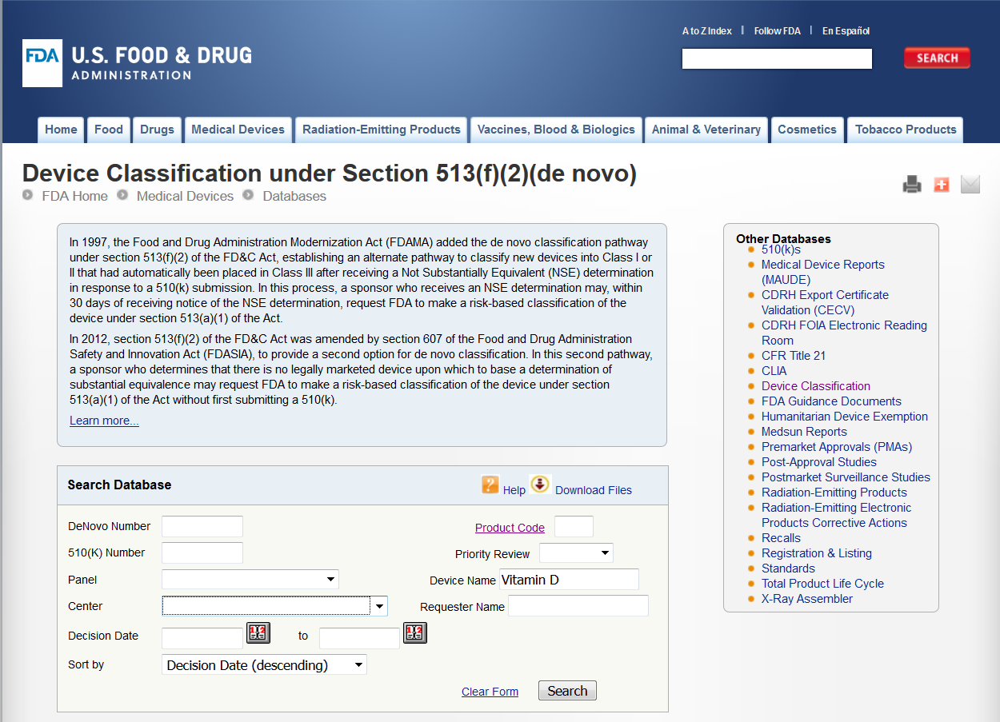 A to Z Index | Follow FDA | En Español
FDA U.S. FOOD & DRUG
ADMINISTRATION
SEARCH
Home Food Drugs Medical Devices Radiation-Emitting Products Vaccines, Blood & Biologics Animal & Veterinary Cosmetics Tobacco Products
Device Classification under Section 513(f)(2)(de novo)
FDA Home Medical Devices Databases
In 1997, the Food and Drug Administration Modernization Act (FDAMA) added the de novo classification pathway
under section 513(f)(2) of the FD&C Act, establishing an alternate pathway to classify new devices into Class I or
II that had automatically been placed in Class III after receiving a Not Substantially Equivalent (NSE) determination
in response to a 510(k) submission. In this process, a sponsor who receives an NSE determination may, within
30 days of receiving notice of the NSE determination, request FDA to make a risk-based classification of the
device under section 513(a)(1) of the Act.
In 2012, section 513(f)(2) of the FD&C Act was amended by section 607 of the Food and Drug Administration
Safety and Innovation Act (FDASIA), to provide a second option for de novo classification. In this second pathway,
a sponsor who determines that there is no legally marketed device upon which to base a determination of
substantial equivalence may request FDA to make a risk-based classification of the device under section
513(a)(1) of the Act without first submitting a 510(k).
Learn more...
Other Databases
510(k)s
Medical Device Reports
(MAUDE)
CDRH Export Certificate
Validation (CECV)
CDRH FOIA Electronic Reading
Room
CFR Title 21
CLIA
Device Classification
FDA Guidance Documents
Humanitarian Device Exemption
Medsun Reports
Premarket Approvals (PMAs)
Post-Approval Studies
Postmarket Surveillance Studies
Radiation-Emitting Products
Radiation-Emitting Electronic
Products Corrective Actions
Recalls
Registration & Listing
Standards
Total Product Life Cycle
X-Ray Assembler
Search Database ? Help Download Files
DeNovo Number Product Code
510(K) Number Priority Review
Panel Device Name Vitamin D
Center Requester Name
Decision Date to
Sort by Decision Date (descending)
Clear Form Search